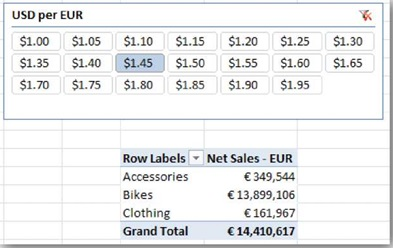 USD per EUR
$1.00 $1.05 $1.10 $1.15 $1.20 $1.25 $1.30
$1.35 $1.40 $1.45 $1.50 $1.55 $1.60 $1.65
$1.70 $1.75 $1.80 $1.85 $1.90 $1.95
Row Labels Net Sales - EUR
Accessories € 349,544
Bikes € 13,899,106
Clothing € 161,967
Grand Total € 14,410,617